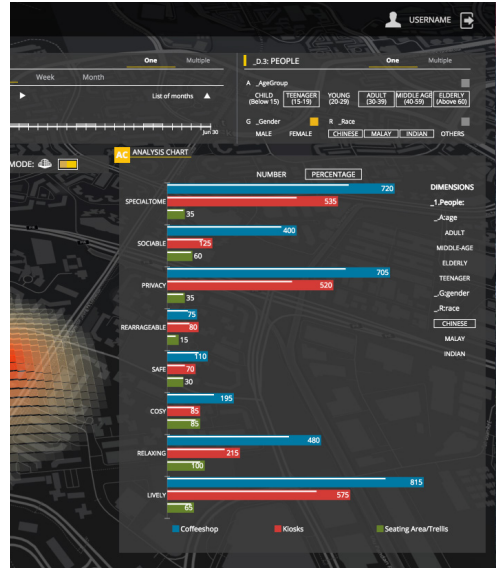 USERNAME
One Multiple
_D.3: PEOPLE One Multiple
Week Month
A _AgeGroup
List of months
CHILD (Below 15) TEENAGER (15-19) YOUNG (20-29) ADULT (30-39) MIDDLE AGE (40-59) ELDERLY (Above 60)
G _Gender R _Race
Jun 30
MALE FEMALE CHINESE MALAY INDIAN OTHERS
MODE:
AC ANALYSIS CHART
NUMBER PERCENTAGE
DIMENSIONS
_1.People:
_.A:age
ADULT
MIDDLE-AGE
ELDERLY
TEENAGER
_.G:gender
_.R:race
CHINESE
MALAY
INDIAN
720
SPECIALTOME 535
35
400
SOCIABLE 125
60
705
PRIVACY 520
35
75
REARRAGEABLE 80
15
110
SAFE 70
30
195
COSY 85
85
480
RELAXING 215
100
815
LIVELY 575
65
Coffeeshop Kiosks Seating Area/Trellis